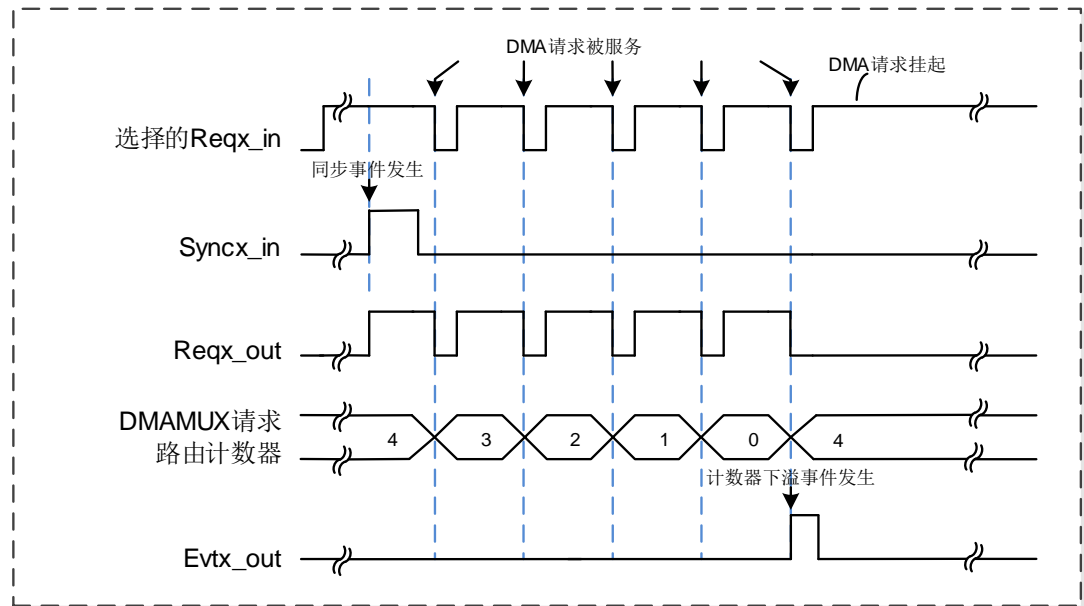 DMA请求被服务
DMA请求挂起
选择的Reqx_in
同步事件发生
Syncx_in
Reqx_out
DMAMUX请求
路由计数器
4 3 2 1 0 4
计数器下溢事件发生
Evtx_out